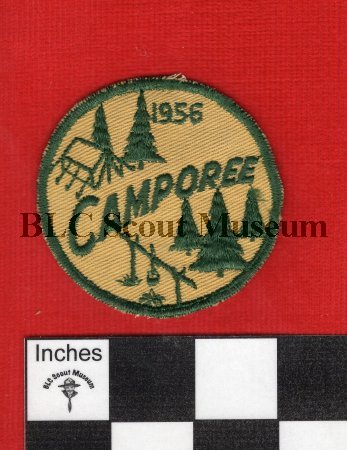 1956
CAMPOREE
BLC Scout Museum
Inches
BLC Scout Museum